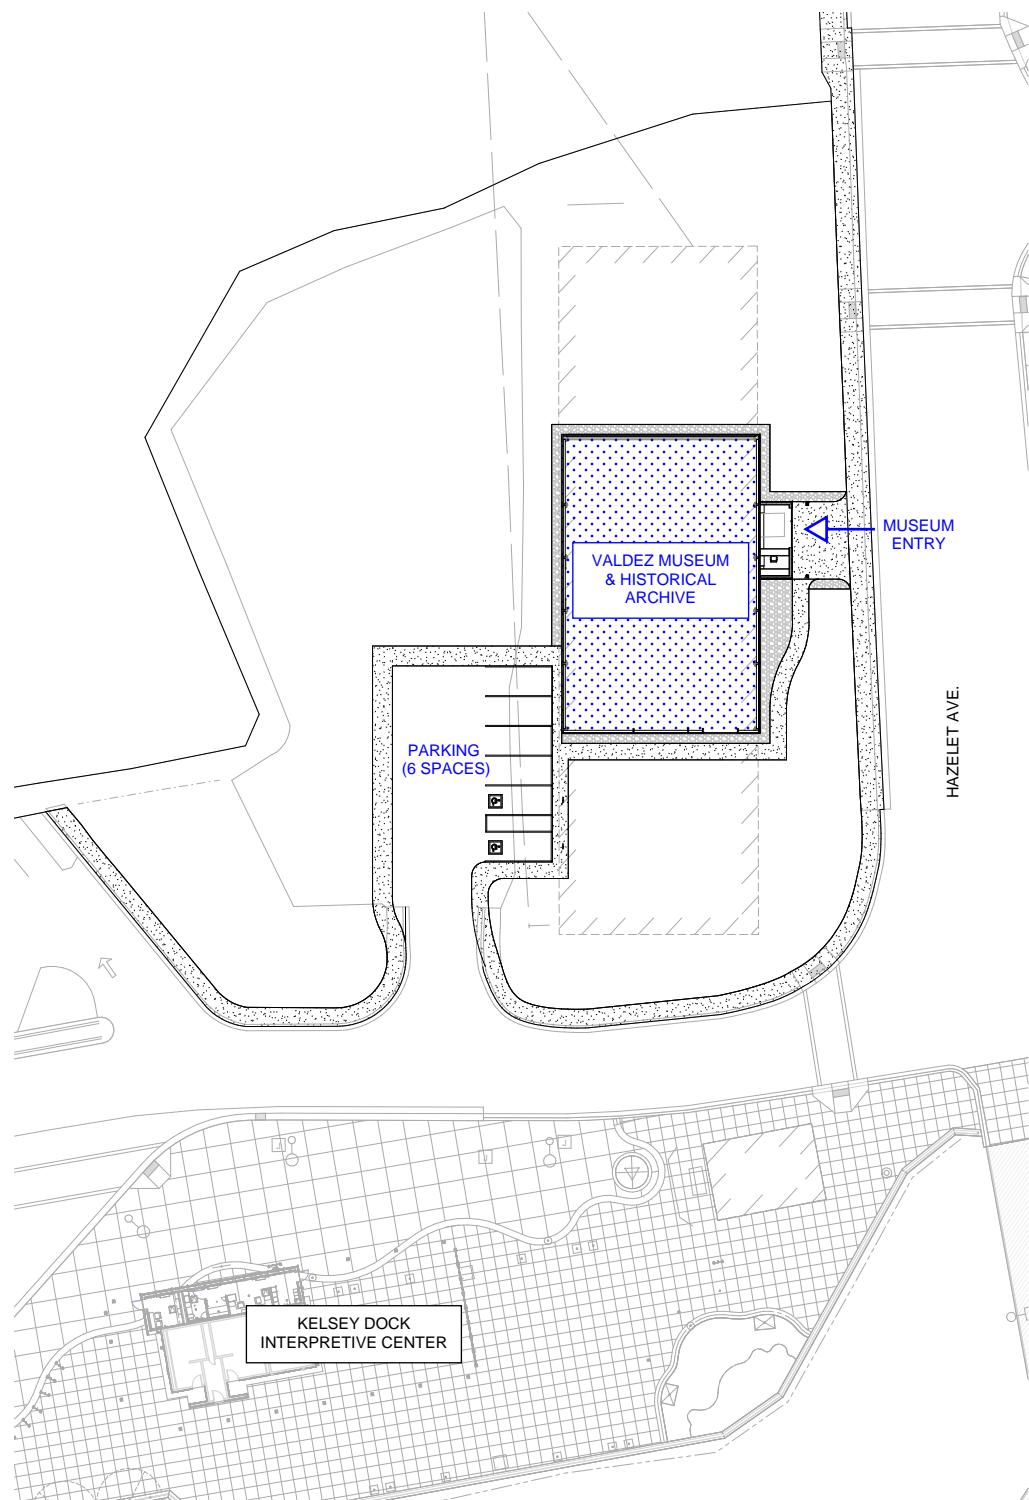 MUSEUM
ENTRY
VALDEZ MUSEUM
& HISTORICAL
ARCHIVE
HAZELET AVE.
PARKING
(6 SPACES)
KELSEY DOCK
INTERPRETIVE CENTER